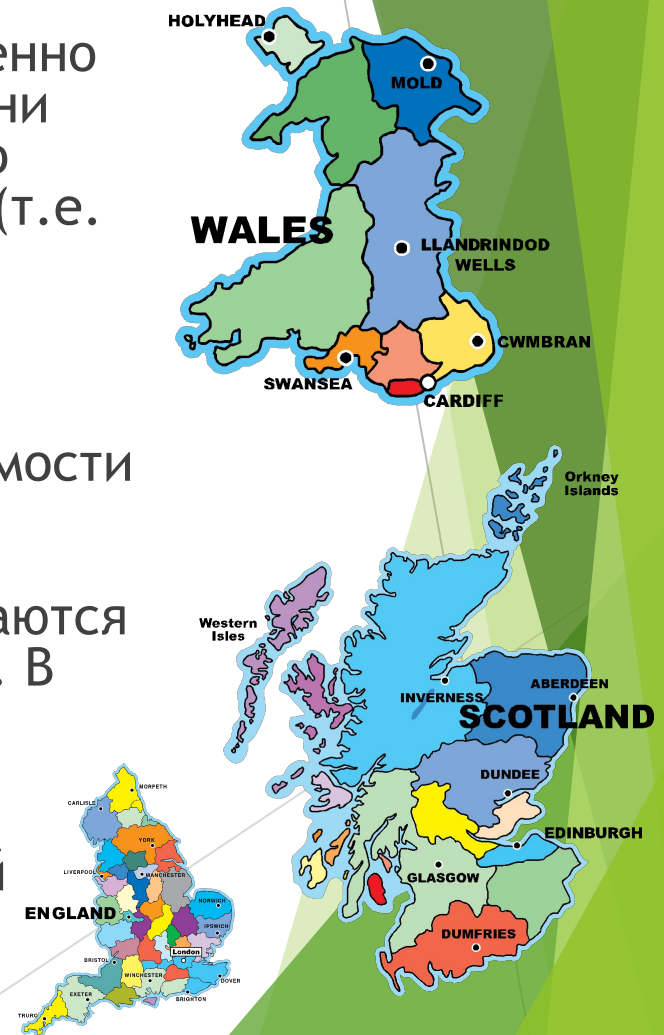 енно
ни
о
(т.е.
мости
аются
. В
й
HOLYHEAD
MOLD
WALES
LLANDRINDOD
WELLS
CWMBRAN
SWANSEA
CARDIFF
Orkney
Islands
Western
Isles
INVERNESS
ABERDEEN
SCOTLAND
DUNDEE
EDINBURGH
GLASGOW
DUMFRIES
MORPETH
CARLISLE
YORK
LIVERPOOL
MANCHESTER
ENGLAND
NORWICH
IPSWICH
London
BRISTOL
WINCHESTER
DOVER
EXETER
BRIGHTON
TRURO